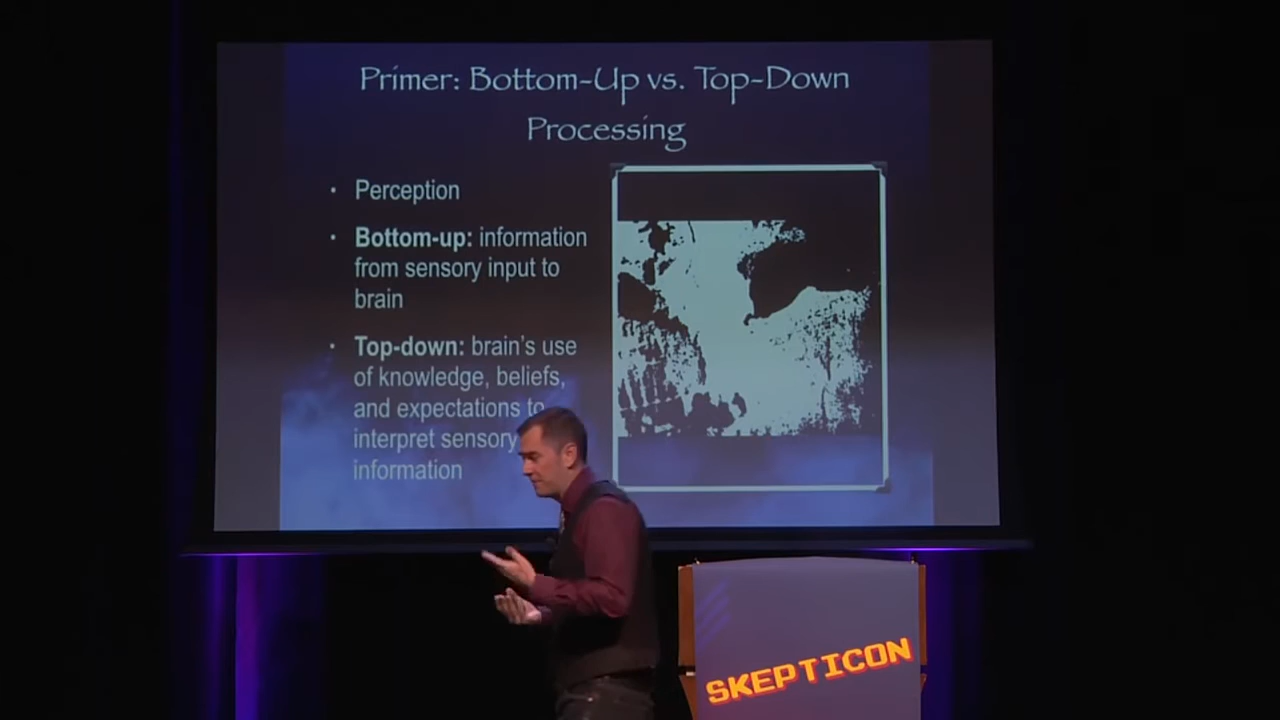 Primer: Bottom-Up vs. Top-Down
Processing
· Perception
· Bottom-up: information
from sensory input to
brain
· Top-down: brain's use
of knowledge, beliefs,
and expectations to
interpret sensory
information
SKEPTICON